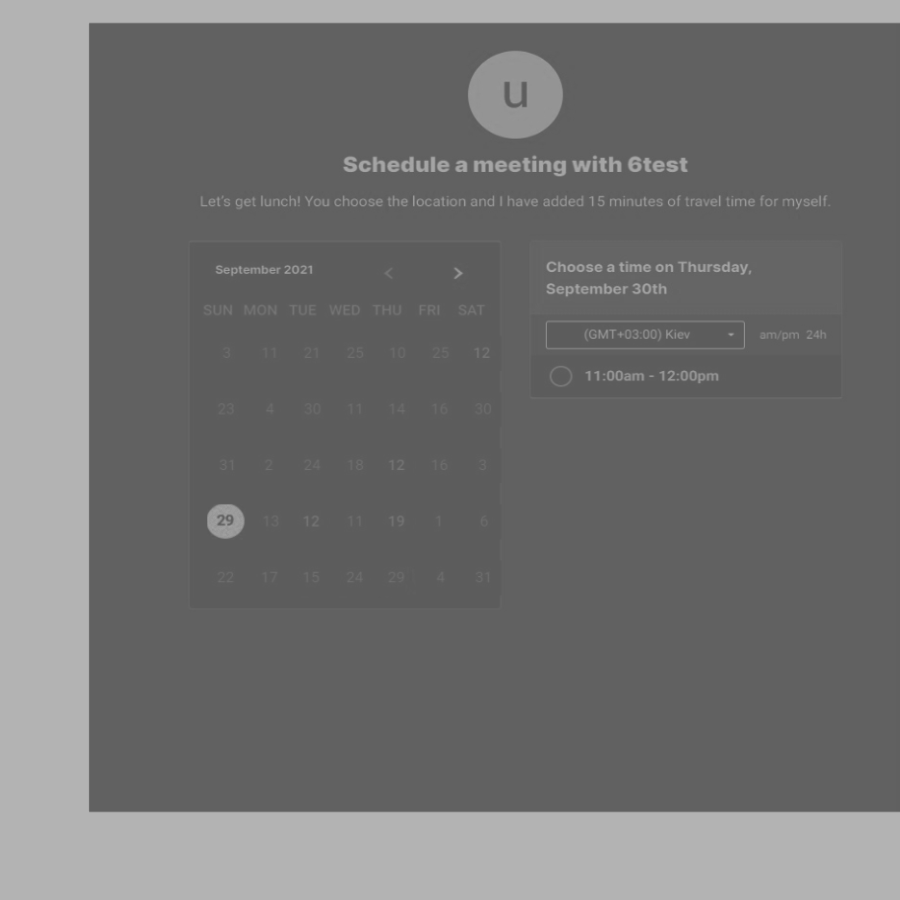 u
Schedule a meeting with 6test
Let's get lunch! You choose the location and I have added 15 minutes of travel time for myself.
September 2021 < >
SUN MON TUE WED THU FRI SAT
3 11 21 25 10 25 12
23 4 30 11 14 16 30
31 2 24 18 12 16 3
29 13 12 11 19 1 6
22 17 15 24 29 4 31
Choose a time on Thursday,
September 30th
(GMT+03:00) Kiev
am/pm 24h
11:00am - 12:00pm